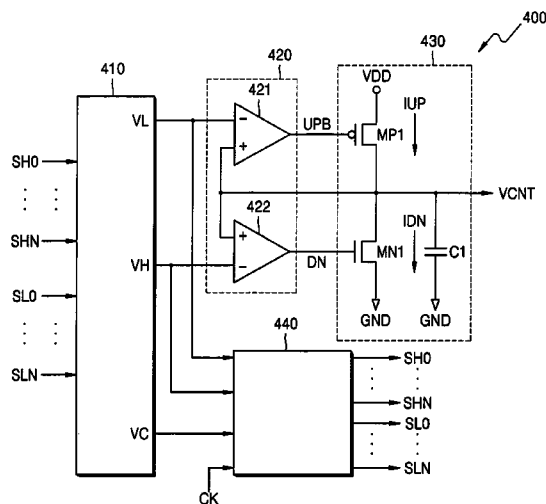 400
410
420
430
421
VDD
VL
UPB
IUP
MP1
SH0
VCNT
SHN
422
VH
IDN
DN
MN1
C1
SL0
GND
GND
SLN
440
SH0
SHN
SL0
VC
SLN
CK